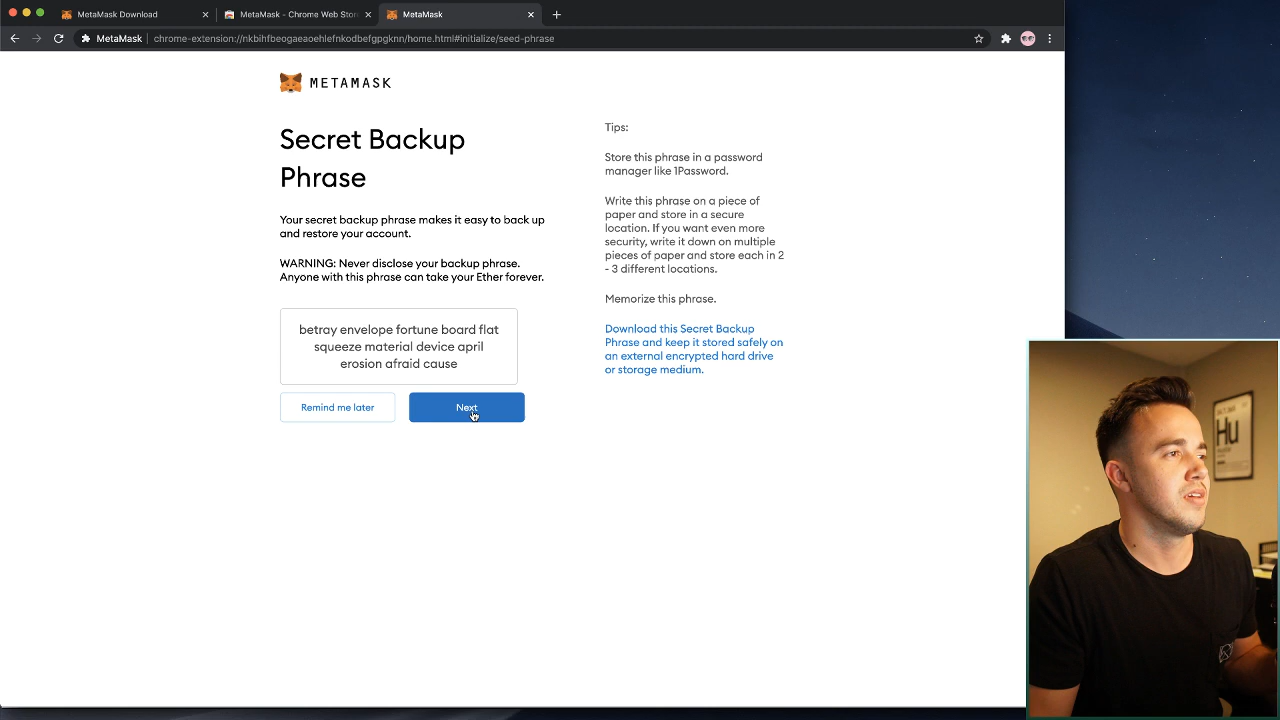 MetaMask Download
MetaMask - Chrome Web Stor
MetaMask
MetaMask
chrome-extension://nkbihfbeogaeaoehlefnkodbefgpgknn/home.html#initialize/seed-phrase
METAMASK
Secret Backup
Phrase
Your secret backup phrase makes it easy to back up
and restore your account.
WARNING: Never disclose your backup phrase.
Anyone with this phrase can take your Ether forever.
betray envelope fortune board flat
squeeze material device april
erosion afraid cause
Remind me later
Next
Tips:
Store this phrase in a password
manager like 1Password.
Write this phrase on a piece of
paper and store in a secure
location. If you want even more
security, write it down on multiple
pieces of paper and store each in 2
- 3 different locations.
Memorize this phrase.
Download this Secret Backup
Phrase and keep it stored safely on
an external encrypted hard drive
or storage medium.
Hu